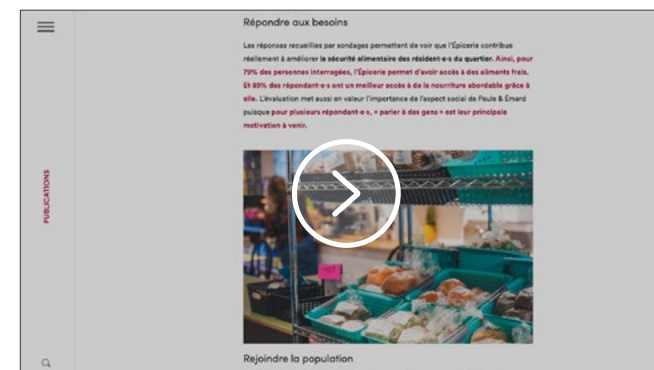 Répondre aux besoins
Les réponses recueillies par sondages permettent de voir que l'Épicerie contribue
réellement à améliorer la sécurité alimentaire des résident·e·s du quartier. Ainsi, pour
79% des personnes interrogées, l'Épicerie permet d'avoir accès à des aliments frais.
Et 89% des répondant·e·s ont un meilleur accès à de la nourriture abordable grâce à
elle. L'évaluation met aussi en valeur l'importance de l'aspect social de Paule & Émard
puisque pour plusieurs répondant·e·s, « parler à des gens » est leur principale
motivation à venir.
PUBLICATIONS
Rejoindre la population